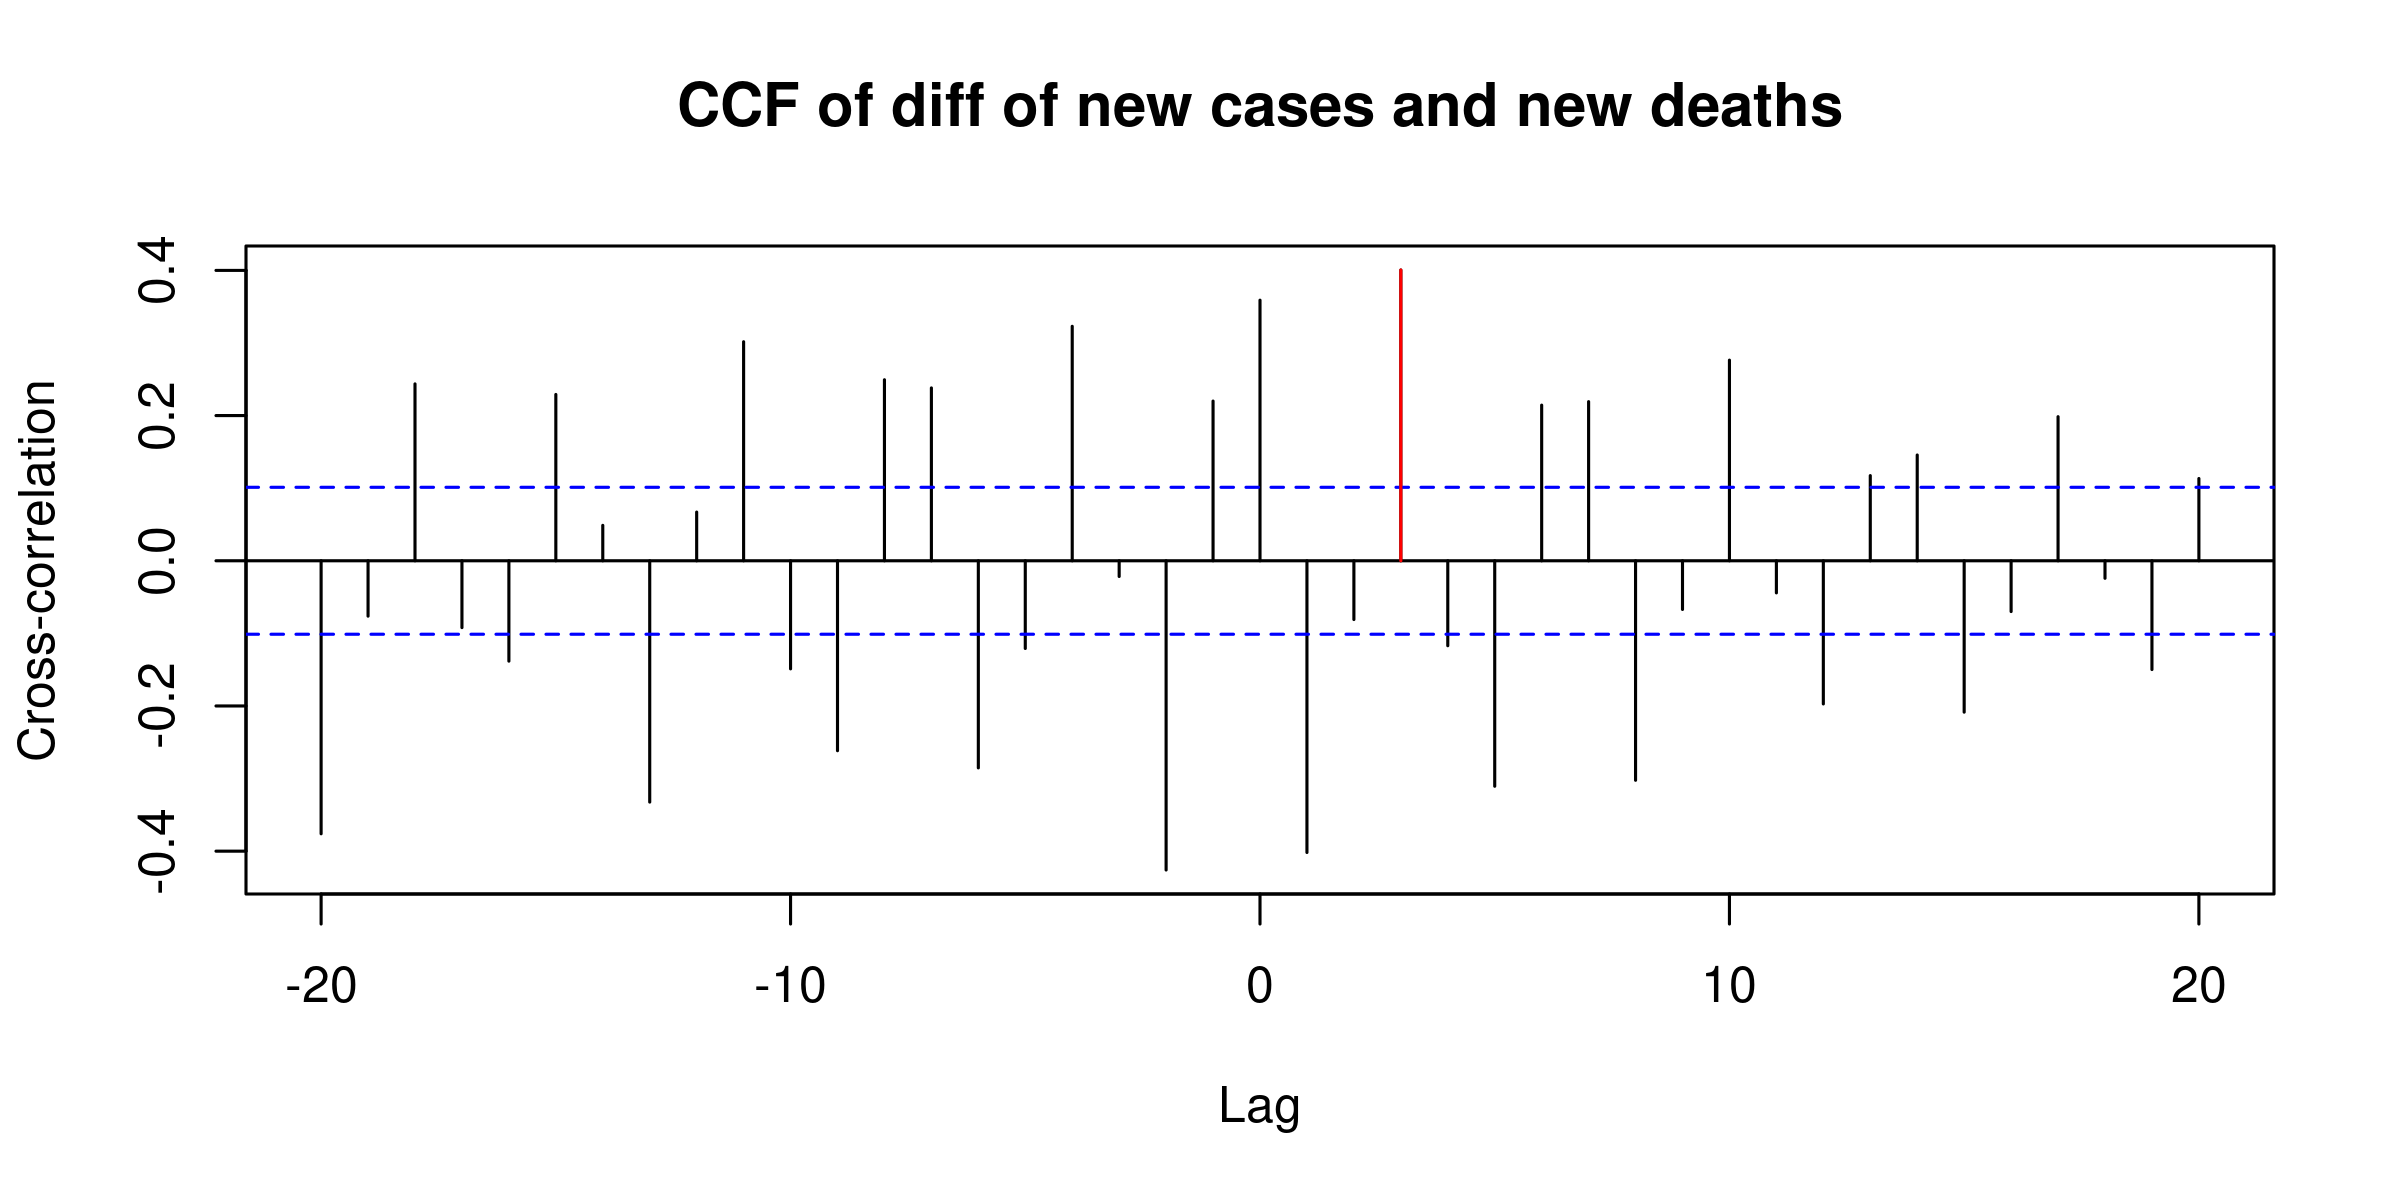 CCF of diff of new cases and new deaths
Cross-correlation
0.4
0.2
0.0
-0.2
-0.4
-20 -10 0 10 20
Lag